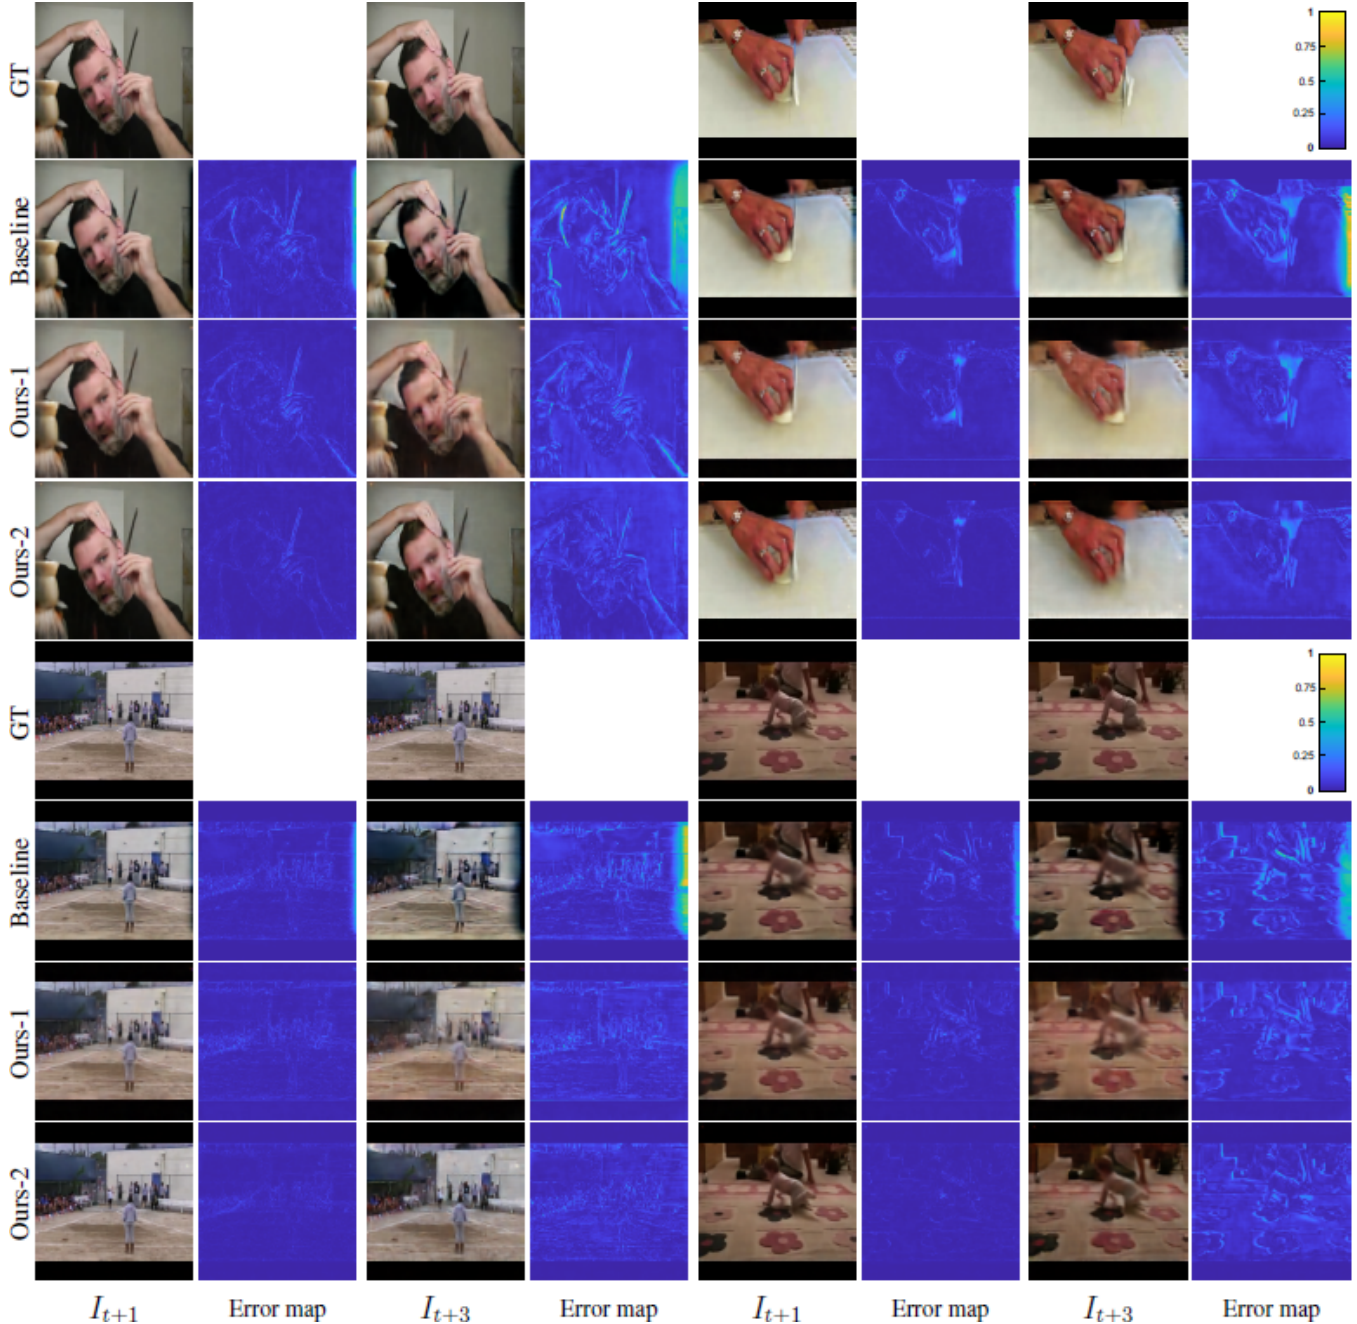 GT
1
0.75
0.5
0.25
0
Baseline
Ours-1
Ours-2
GT
1
0.75
0.5
0.25
0
Baseline
Ours-1
Ours-2
I_{t+1} Error map I_{t+3} Error map I_{t+1} Error map I_{t+3} Error map